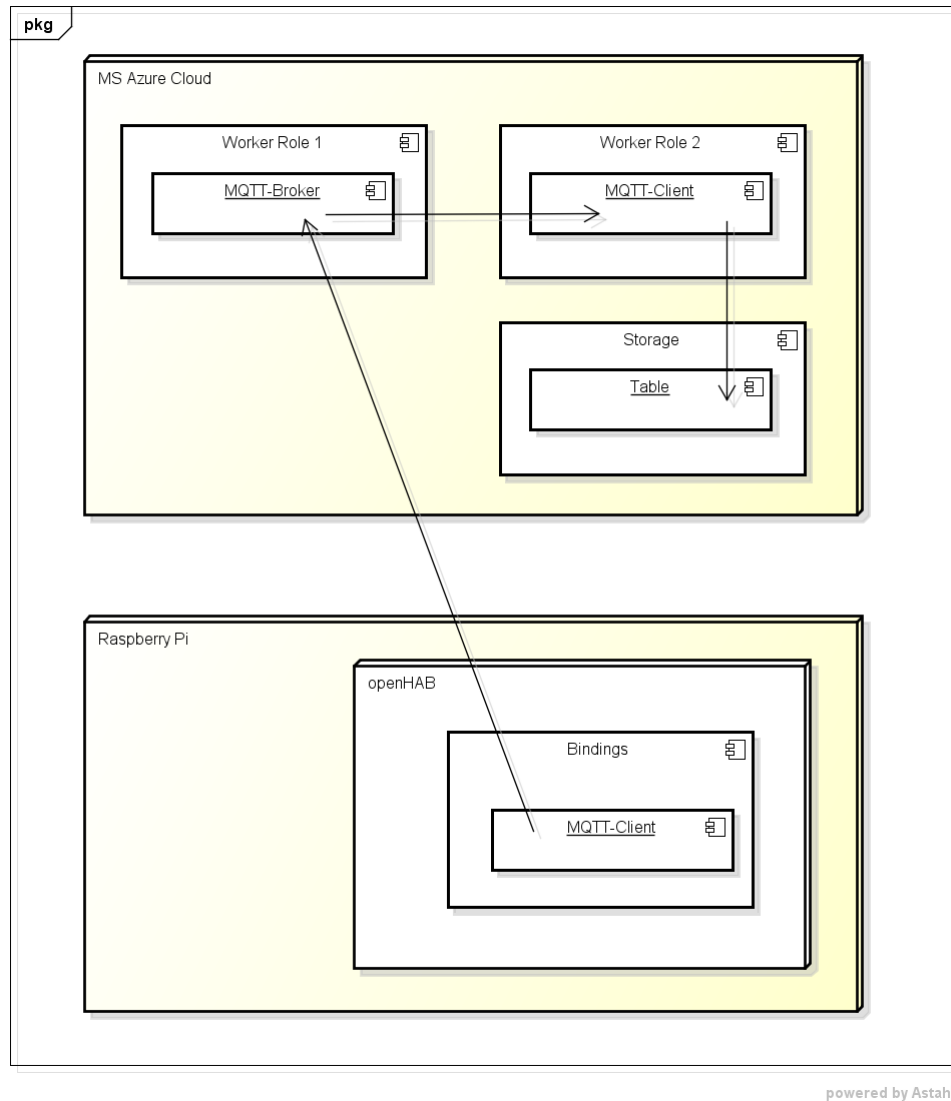 pkg
MS Azure Cloud
Worker Role 1
Worker Role 2
MQTT-Broker
MQTT-Client
Storage
Table
Raspberry Pi
openHAB
Bindings
MQTT-Client
powered by Astah